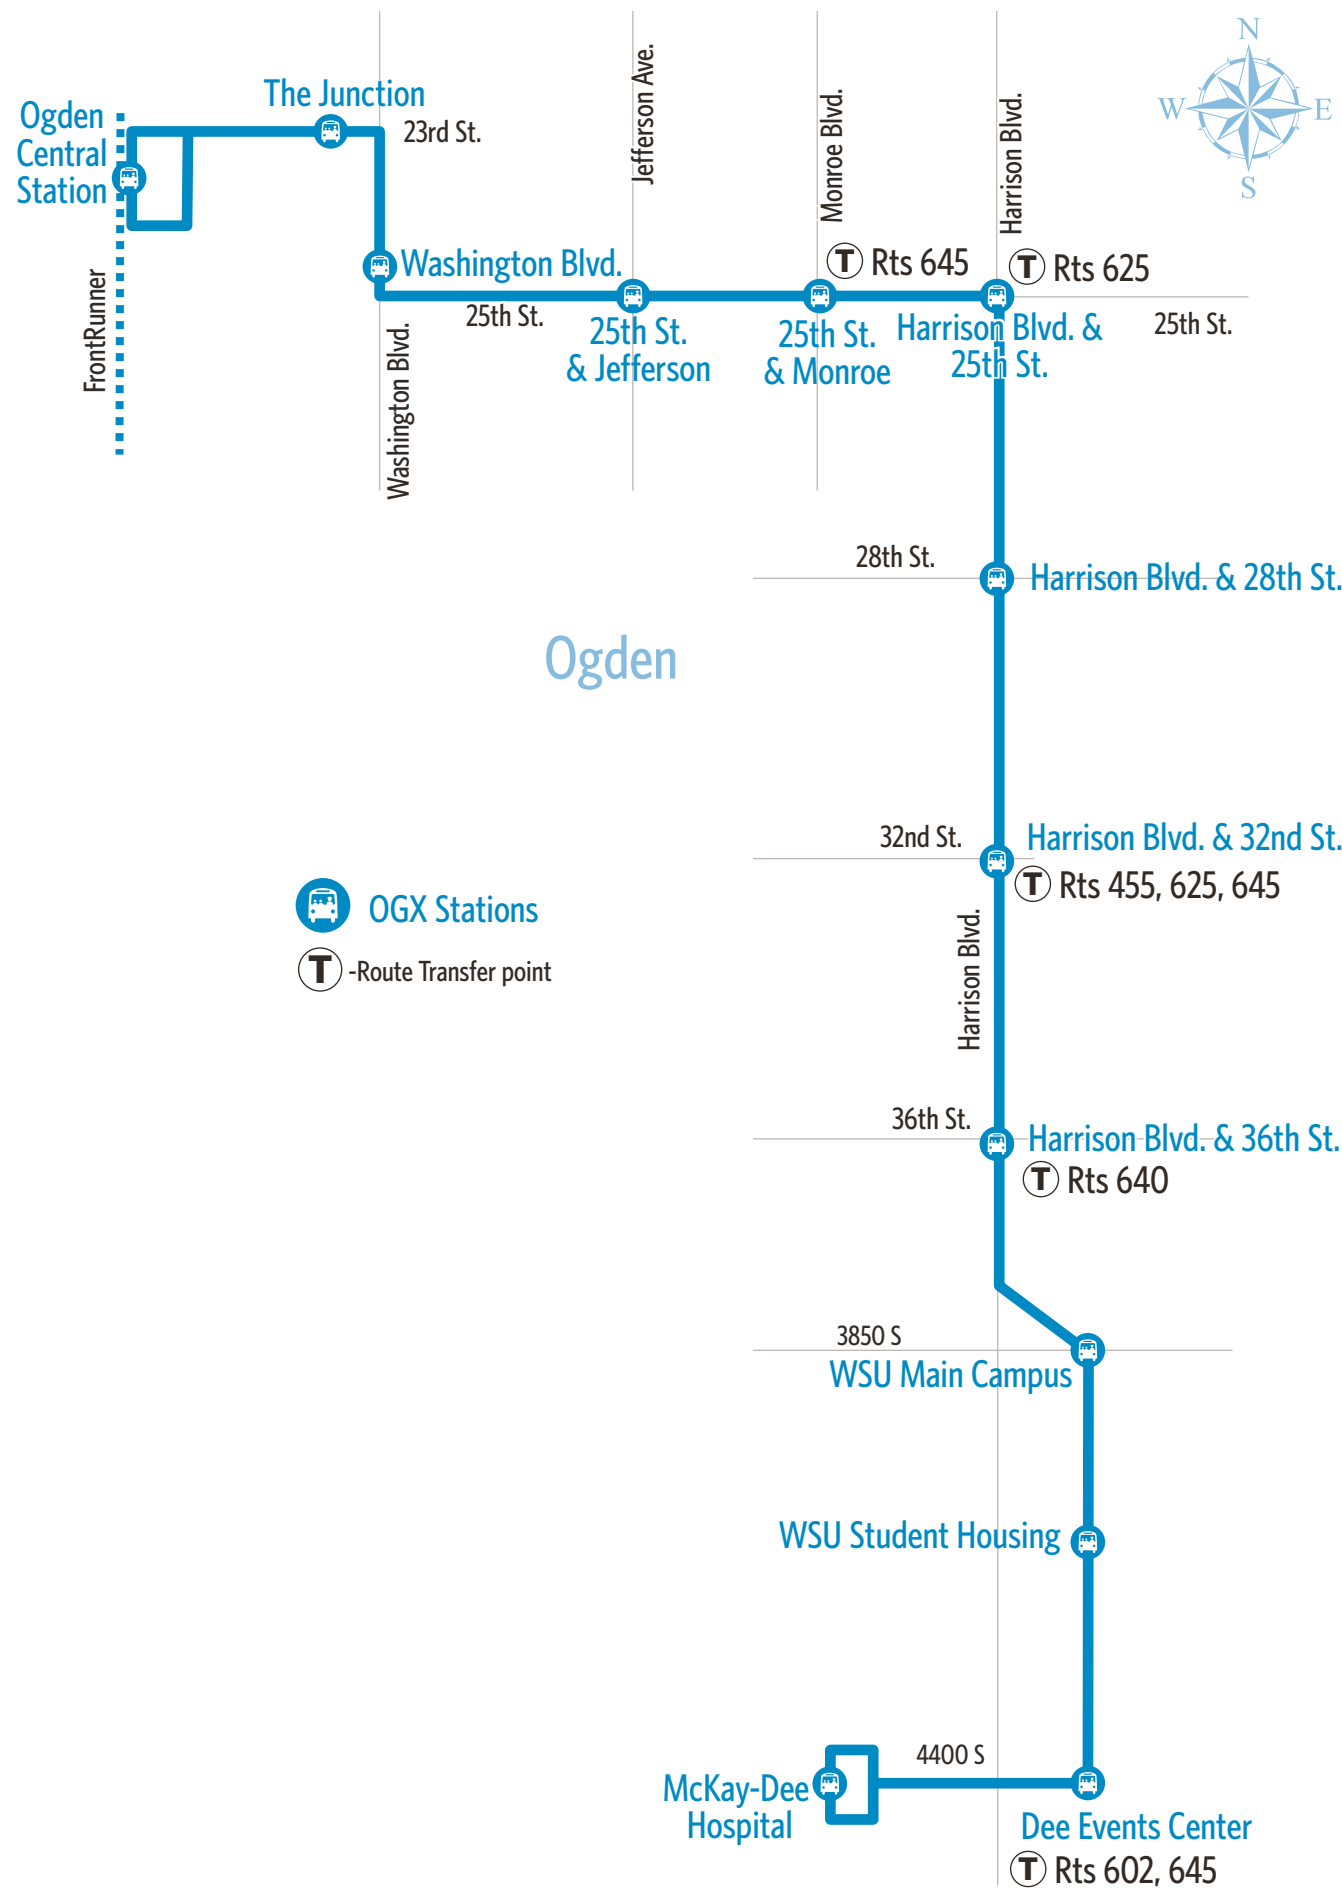 N
W
E
S
The Junction
Ogden
Central
Station
23rd St.
FrontRunner
Jefferson Ave.
Monroe Blvd.
Harrison Blvd.
Washington Blvd.
T Rts 645
T Rts 625
25th St.
25th St.
& Jefferson
25th St.
& Monroe
Harrison Blvd. &
25th St.
25th St.
Washington Blvd.
28th St.
Harrison Blvd. & 28th St.
Ogden
32nd St.
Harrison Blvd. & 32nd St.
T Rts 455, 625, 645
OGX Stations
T -Route Transfer point
Harrison Blvd.
36th St.
Harrison Blvd. & 36th St.
T Rts 640
3850 S
WSU Main Campus
WSU Student Housing
4400 S
McKay-Dee
Hospital
Dee Events Center
T Rts 602, 645